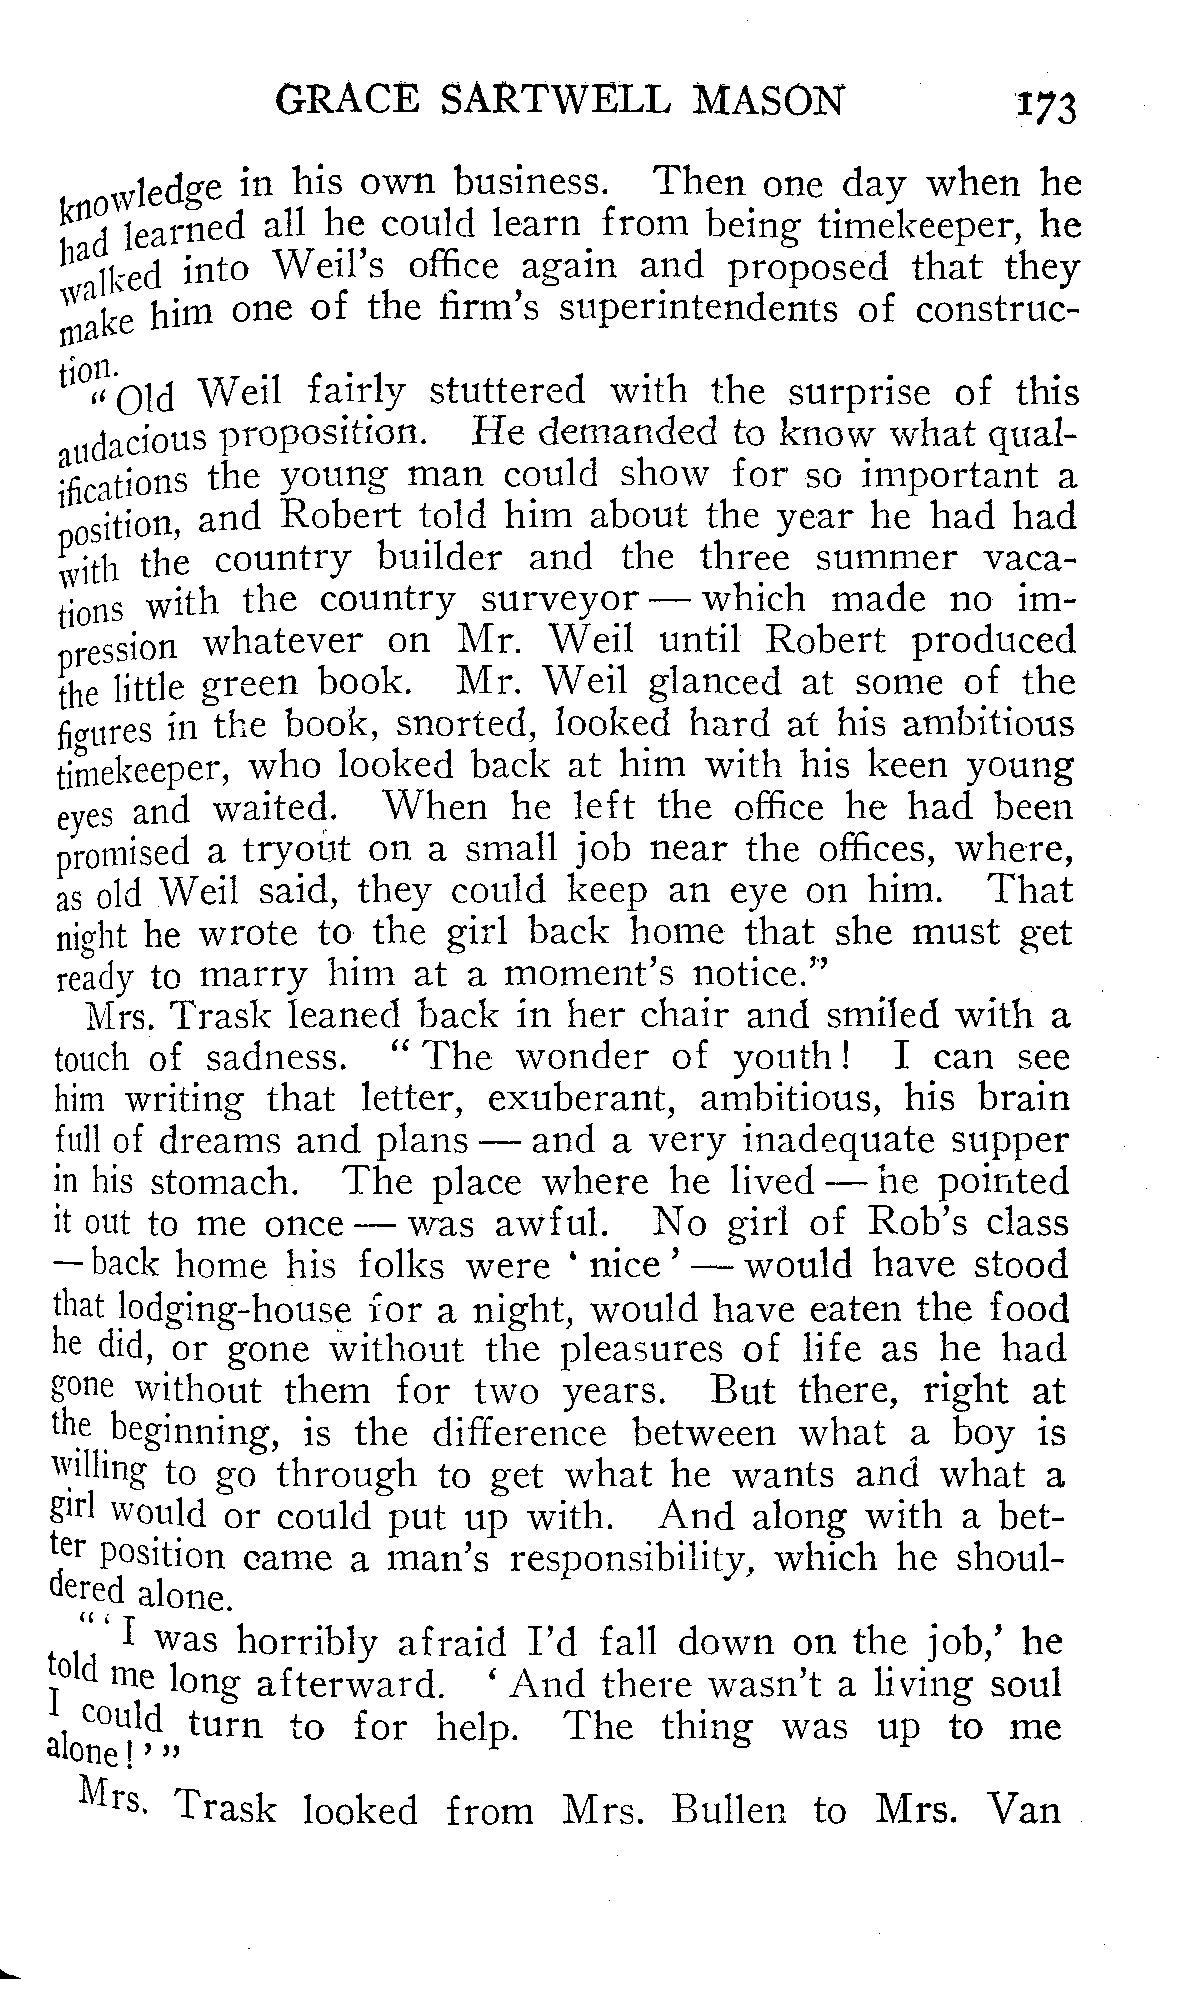 GRACE SARTWELL MASON 173
knowledge in his own business. Then one day when he
had learned all he could learn from being timekeeper, he
walked into Weil's office again and proposed that they
make him one of the firm's superintendents of construc-
tion.
"Old Weil fairly stuttered with the surprise of this
audacious proposition. He demanded to know what qual-
ifications the young man could show for so important a
position, and Robert told him about the year he had had
with the country builder and the three summer vaca-
tions with the country surveyor — which made no im-
pression whatever on Mr. Weil until Robert produced
the little green book. Mr. Weil glanced at some of the
figures in the book, snorted, looked hard at his ambitious
timekeeper, who looked back at him with his keen young
eyes and waited. When he left the office he had been
promised a tryout on a small job near the offices, where,
as old Weil said, they could keep an eye on him. That
night he wrote to the girl back home that she must get
ready to marry him at a moment's notice."
Mrs. Trask leaned back in her chair and smiled with a
touch of sadness. "The wonder of youth! I can see
him writing that letter, exuberant, ambitious, his brain
full of dreams and plans — and a very inadequate supper
in his stomach. The place where he lived — he pointed
it out to me once — was awful. No girl of Rob's class
— back home his folks were 'nice' — would have stood
that lodging-house for a night, would have eaten the food
he did, or gone without the pleasures of life as he had
gone without them for two years. But there, right at
the beginning, is the difference between what a boy is
willing to go through to get what he wants and what a
girl would or could put up with. And along with a bet-
ter position came a man's responsibility, which he shoul-
dered alone.
"'I was horribly afraid I'd fall down on the job,' he
told me long afterward. 'And there wasn't a living soul
I could turn to for help. The thing was up to me
alone!'"
Mrs. Trask looked from Mrs. Bullen to Mrs. Van